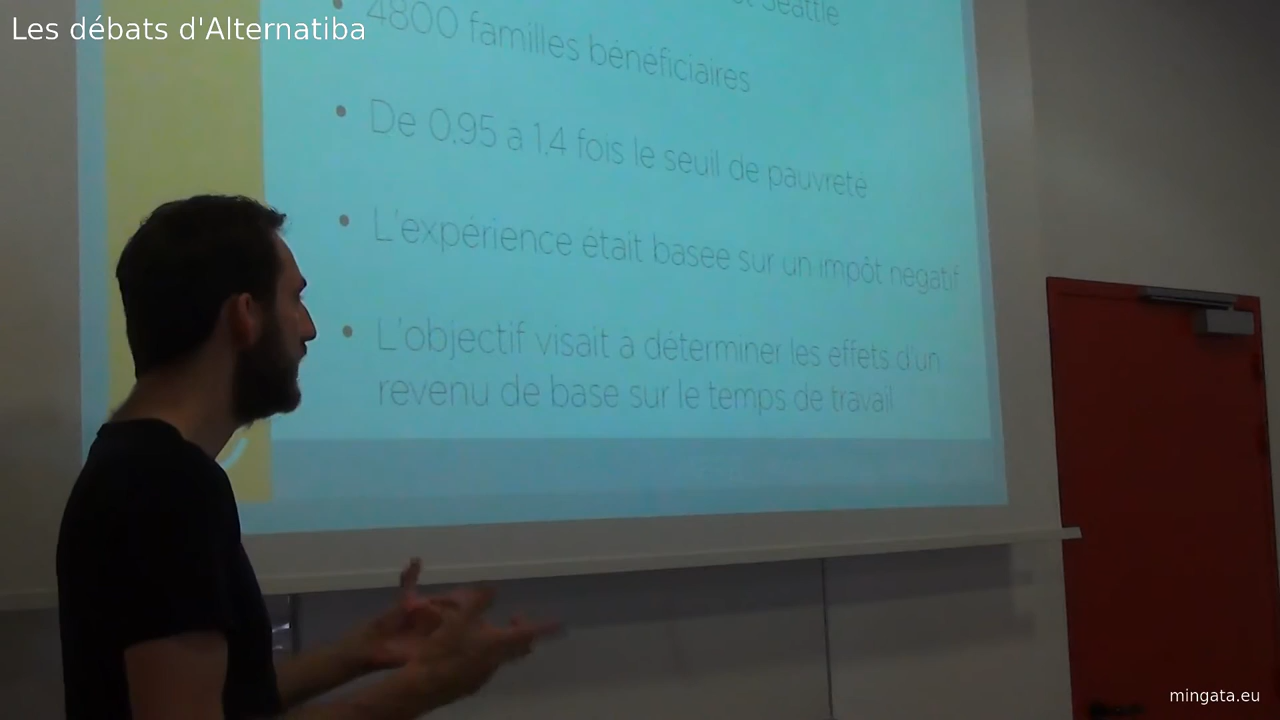 Les débats d'Alternatiba
Seattle
4800 familles bénéficiaires
De 0,95 à 1,4 fois le seuil de pauvreté
L'expérience était basée sur un impôt négatif
L'objectif visait à déterminer les effets d'un
revenu de base sur le temps de travail
mingata.eu